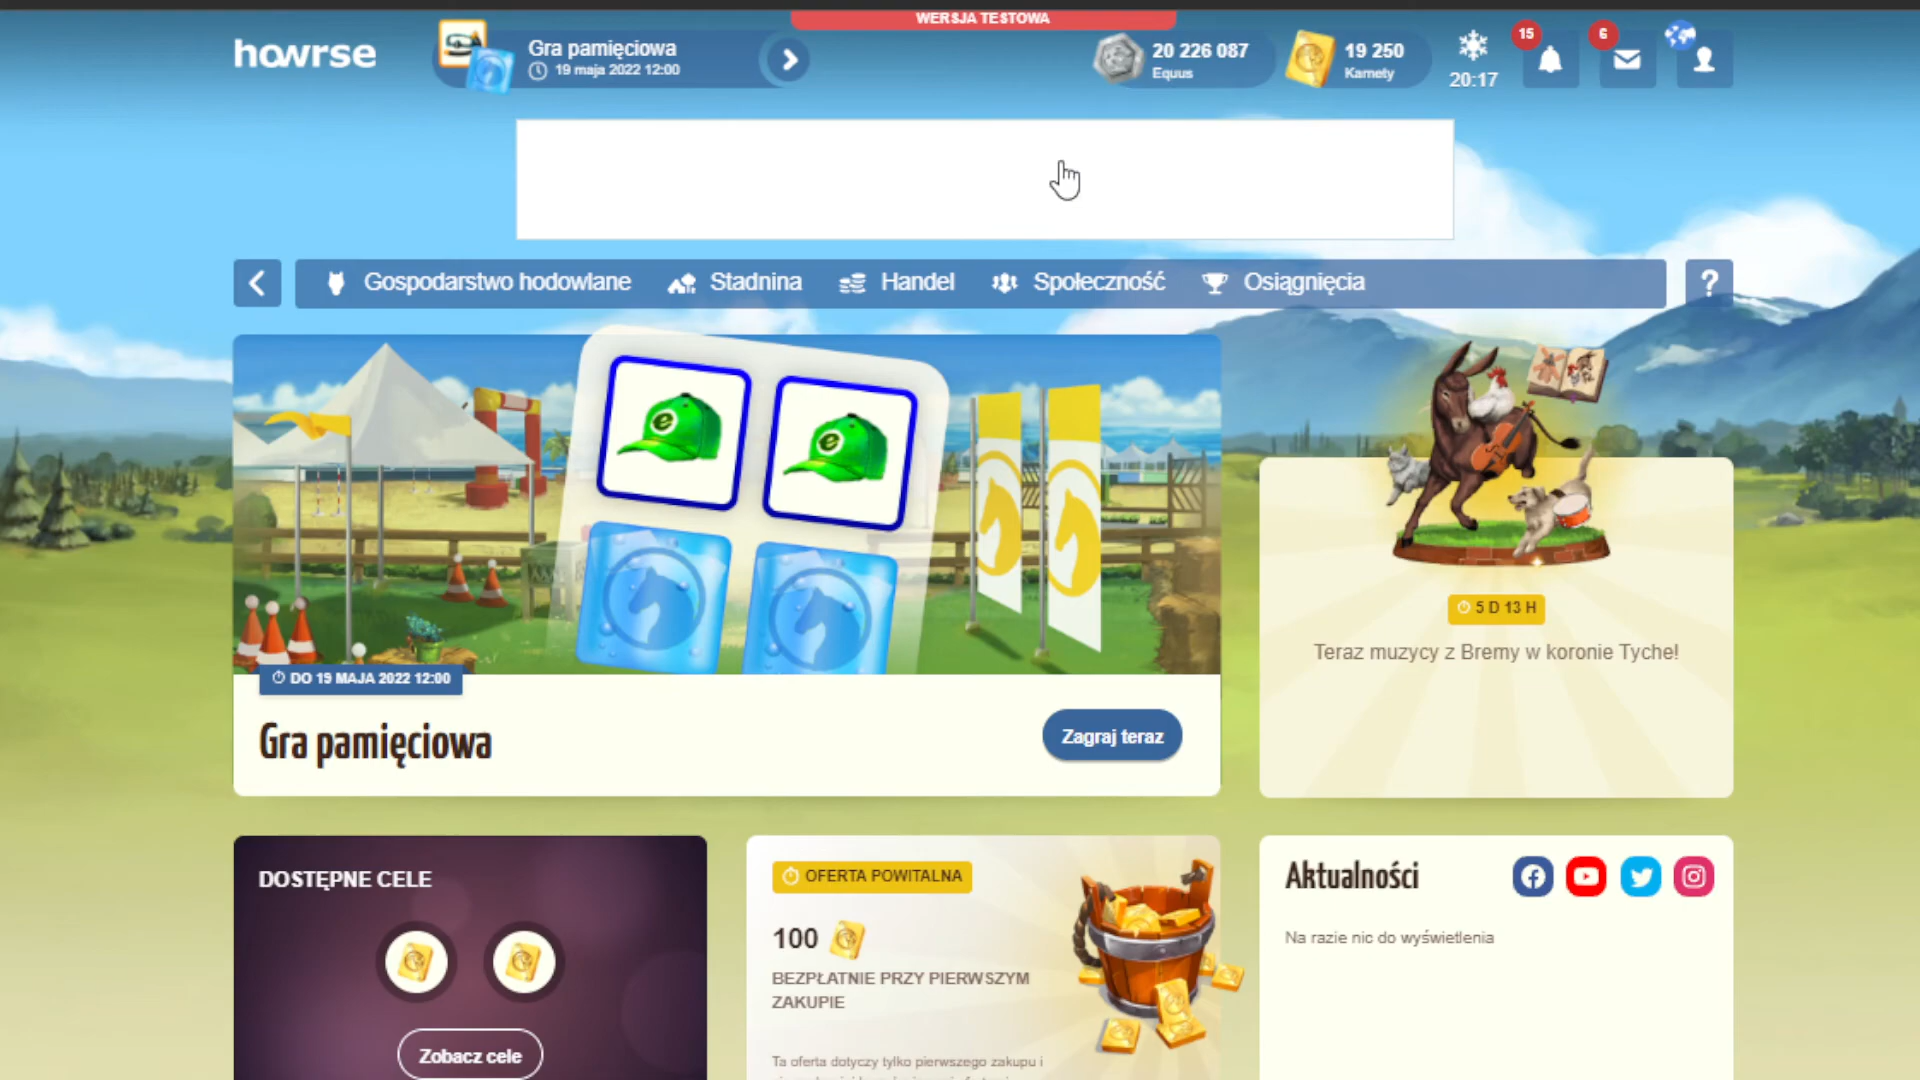 WERSJA TESTOWA
howrse
Gra pamięciowa
19 maja 2022 12:00
20 226 087
Equus
19 250
Karnety
20:17
15
6
Gospodarstwo hodowlane
Stadnina
Handel
Społeczność
Osiągnięcia
?
e
e
DO 19 MAJA 2022 12:00
Gra pamięciowa
Zagraj teraz
5 D 13 H
Teraz muzycy z Bremy w koronie Tyche!
DOSTĘPNE CELE
Zobacz cele
OFERTA POWITALNA
100
BEZPŁATNIE PRZY PIERWSZYM
ZAKUPIE
Ta oferta dotyczy tylko pierwszego zakupu i
Aktualności
Na razie nic do wyświetlenia